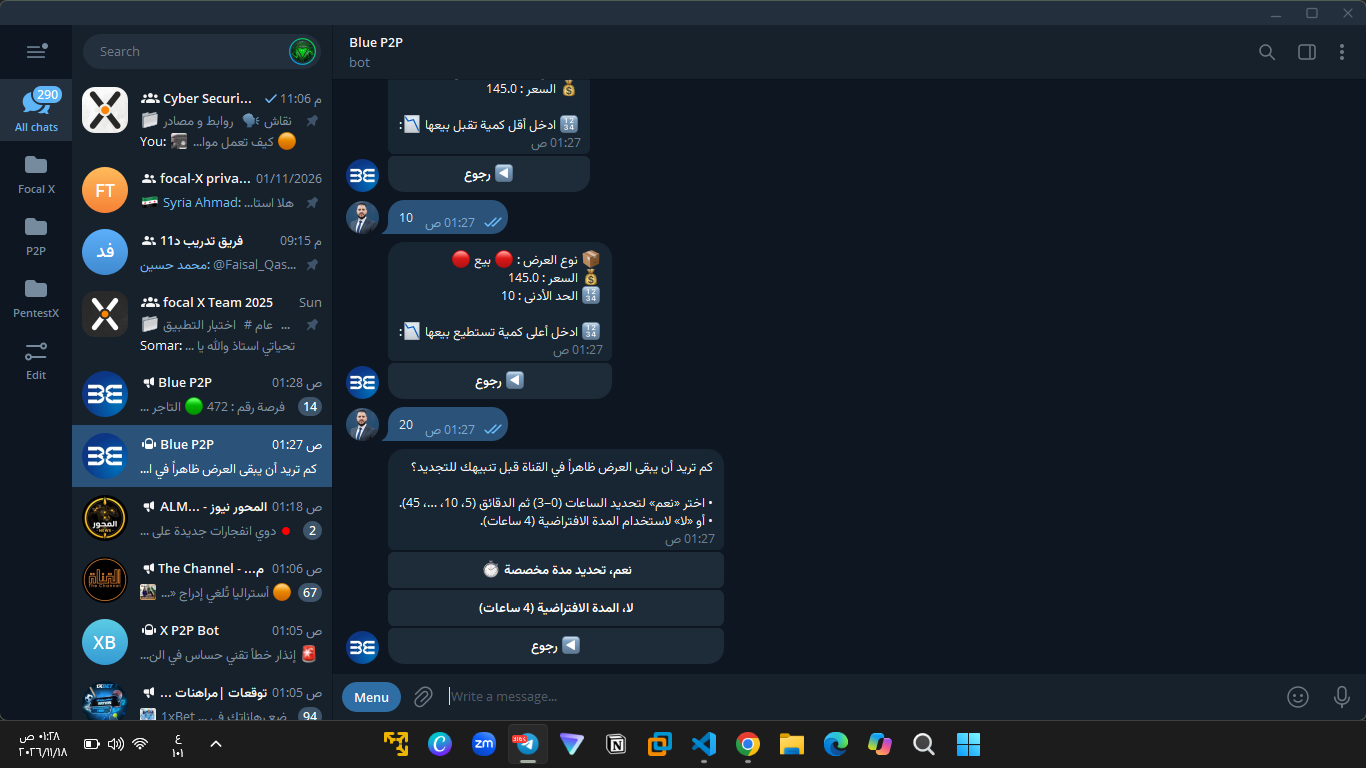 Search
290
All chats
Focal X
P2P
PentestX
Edit
Cyber Securi...
11:06 م
نقاش 🗣️ روابط و مصادر
You: كيف تعمل موا...
FT
focal-X priva...
01/11/2026
Syria Ahmad: هلا استا...
فد
فريق تدريب د11
09:15 م
محمد حسين: @Faisal_Qas...
focal X Team 2025
Sun
عام # اختبار التطبيق ...
Somar: تحياتي استاذ والله يا ...
Blue P2P
01:28 ص
فرصة رقم : 472 🟢 التاجر ...
14
Blue P2P
01:27 ص
كم تريد أن يبقى العرض ظاهراً في ا...
المحور نيوز - ...ALM
01:18 ص
دوي انفجارات جديدة على ...
2
The Channel - ...م
01:06 ص
🟠 أستراليا تُلغي إدراج «...
67
XB
X P2P Bot
01:05 ص
🚨 إنذار خطأ تقني حساس في الن...
توقعات |مراهنات ...
01:05 ص
ضع رهاناتك في ... 1xBet
94
Blue P2P
bot
💰 السعر : 145.0
🔢 ادخل أقل كمية تقبل بيعها 📉:
01:27 ص
◀️ رجوع
10
01:27 ص
📦 نوع العرض : 🔴 بيع 🔴
💰 السعر : 145.0
🔢 الحد الأدنى : 10
🔢 ادخل أعلى كمية تستطيع بيعها 📉:
01:27 ص
◀️ رجوع
20
01:27 ص
كم تريد أن يبقى العرض ظاهراً في القناة قبل تنبيهك للتجديد؟
• اختر «نعم» لتحديد الساعات (0–3) ثم الدقائق (5، 10، …، 45).
• أو «لا» لاستخدام المدة الافتراضية (4 ساعات).
01:27 ص
نعم، تحديد مدة مخصصة ⏱️
لا، المدة الافتراضية (4 ساعات)
◀️ رجوع
Menu
Write a message...
٠١:٢٨ ص
٢٠٢٦/١١/١٨
ع
١٠١
zm